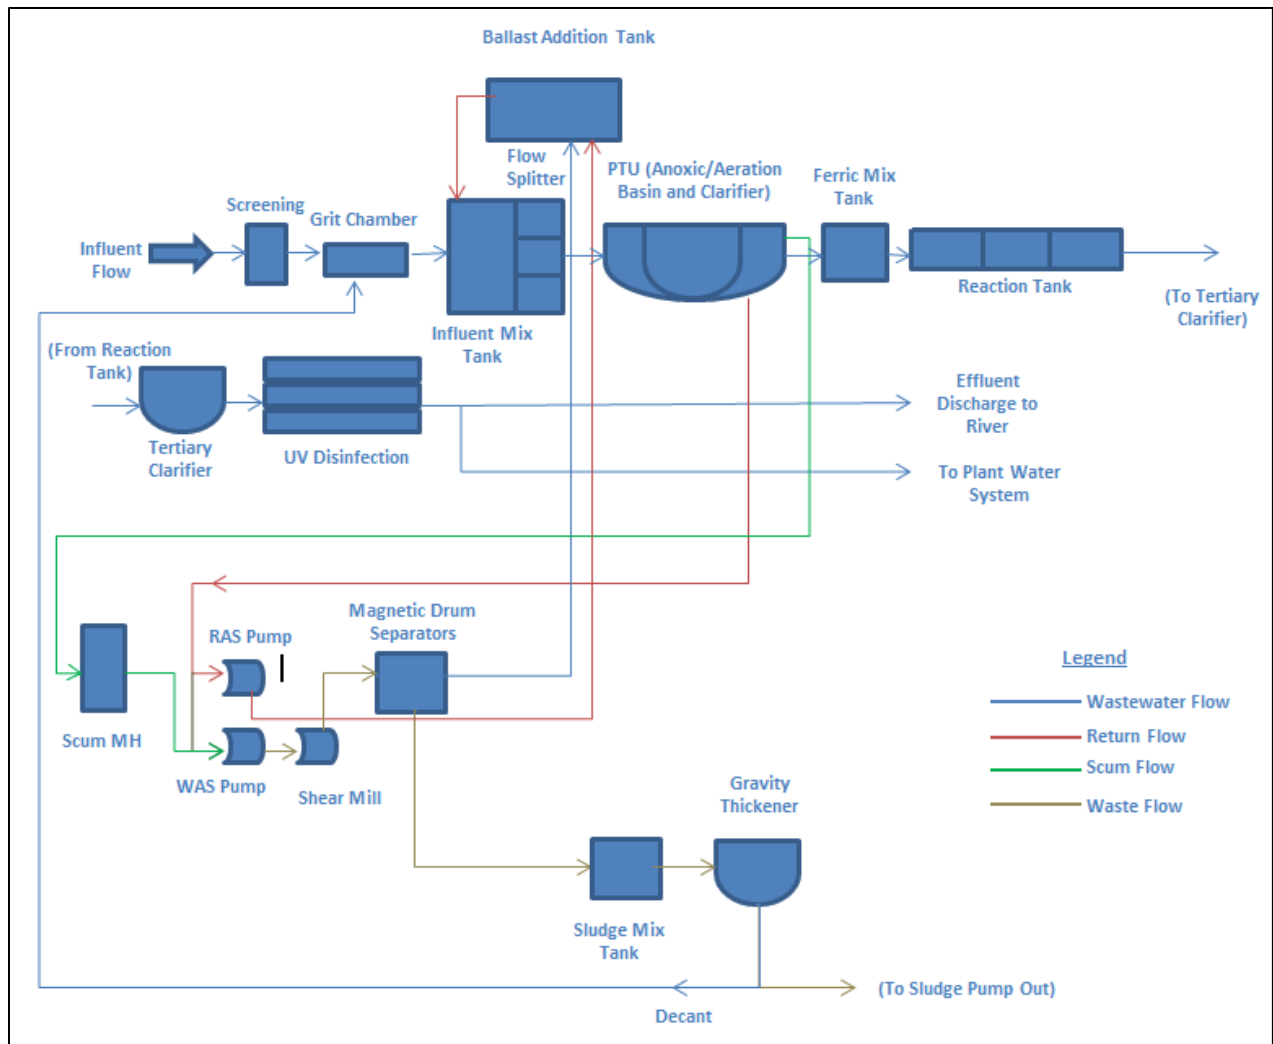 Ballast Addition Tank
Flow
Splitter
PTU (Anoxic/Aeration
Basin and Clarifier)
Ferric Mix
Tank
Screening
Grit Chamber
Influent
Flow
Influent Mix
Tank
Reaction Tank
(To Tertiary
Clarifier)
(From Reaction
Tank)
Tertiary
Clarifier
UV Disinfection
Effluent
Discharge to
River
To Plant Water
System
Magnetic Drum
Separators
RAS Pump
Scum MH
WAS Pump
Shear Mill
Legend
Wastewater Flow
Return Flow
Scum Flow
Waste Flow
Gravity
Thickener
Sludge Mix
Tank
(To Sludge Pump Out)
Decant